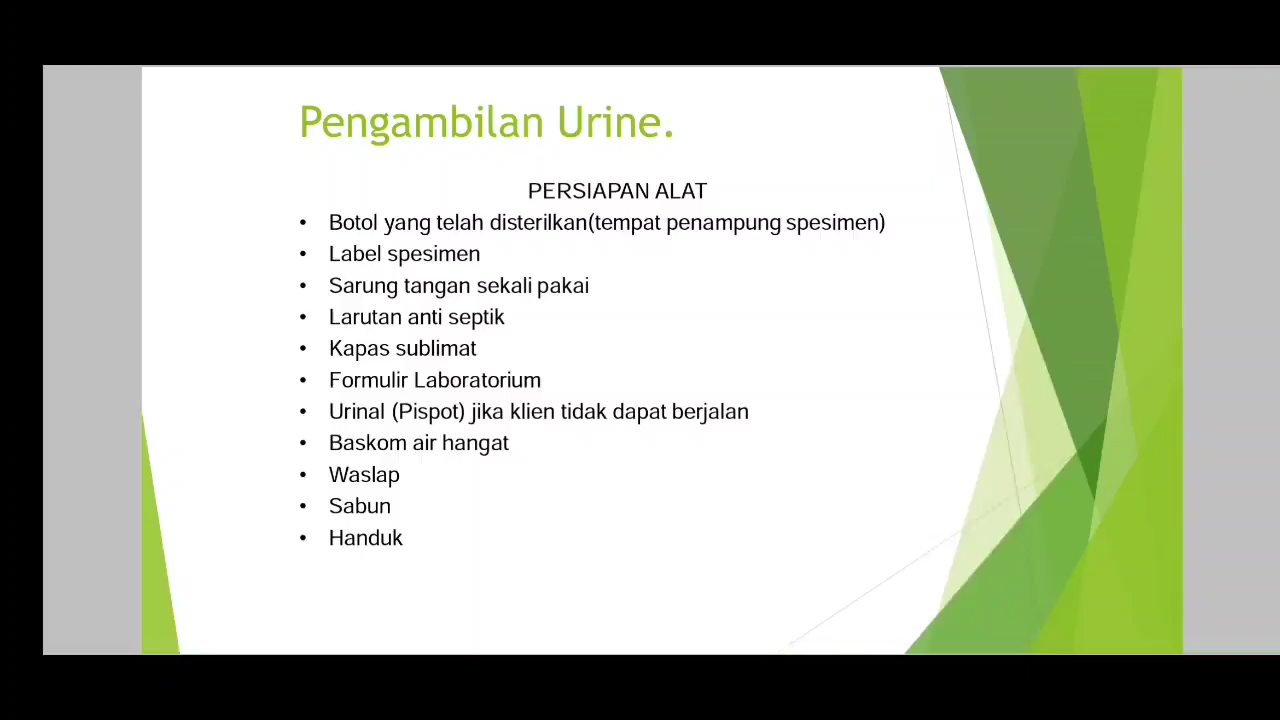 Pengambilan Urine.
PERSIAPAN ALAT
• Botol yang telah disterilkan(tempat penampung spesimen)
• Label spesimen
• Sarung tangan sekali pakai
• Larutan anti septik
• Kapas sublimat
• Formulir Laboratorium
• Urinal (Pispot) jika klien tidak dapat berjalan
• Baskom air hangat
• Waslap
• Sabun
• Handuk